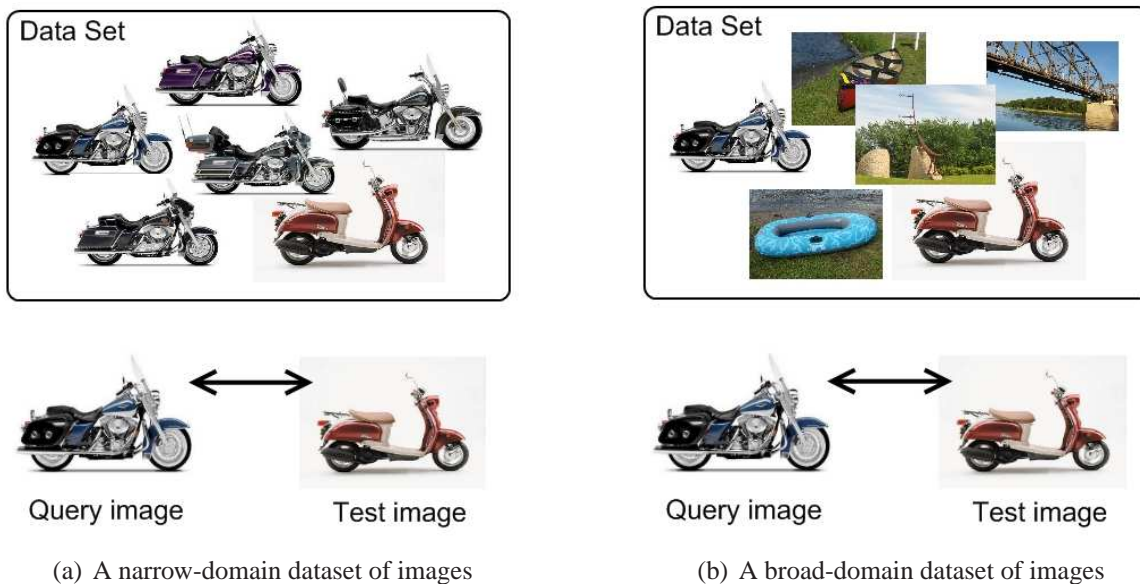 Data Set
Query image
Test image
(a) A narrow-domain dataset of images
Data Set
Query image
Test image
(b) A broad-domain dataset of images